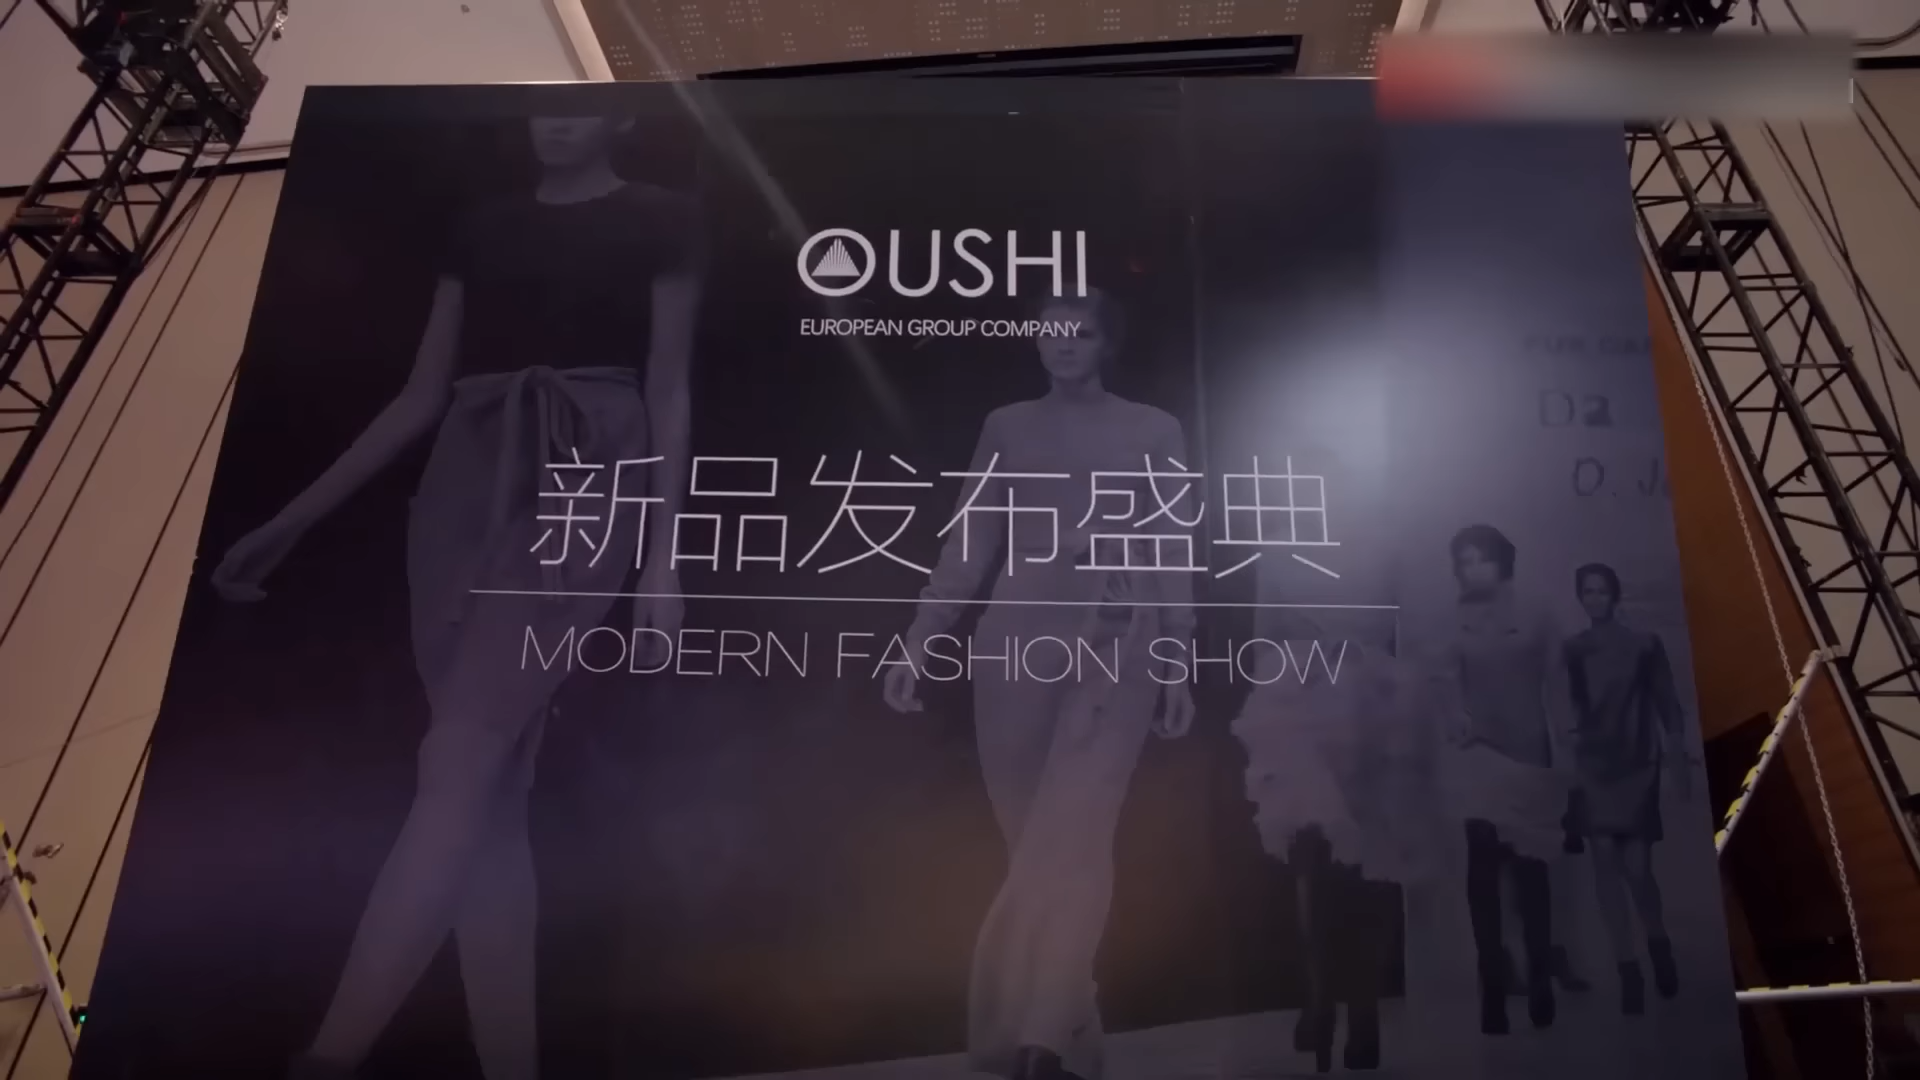 OUSHI
EUROPEAN GROUP COMPANY
新品发布盛典
MODERN FASHION SHOW